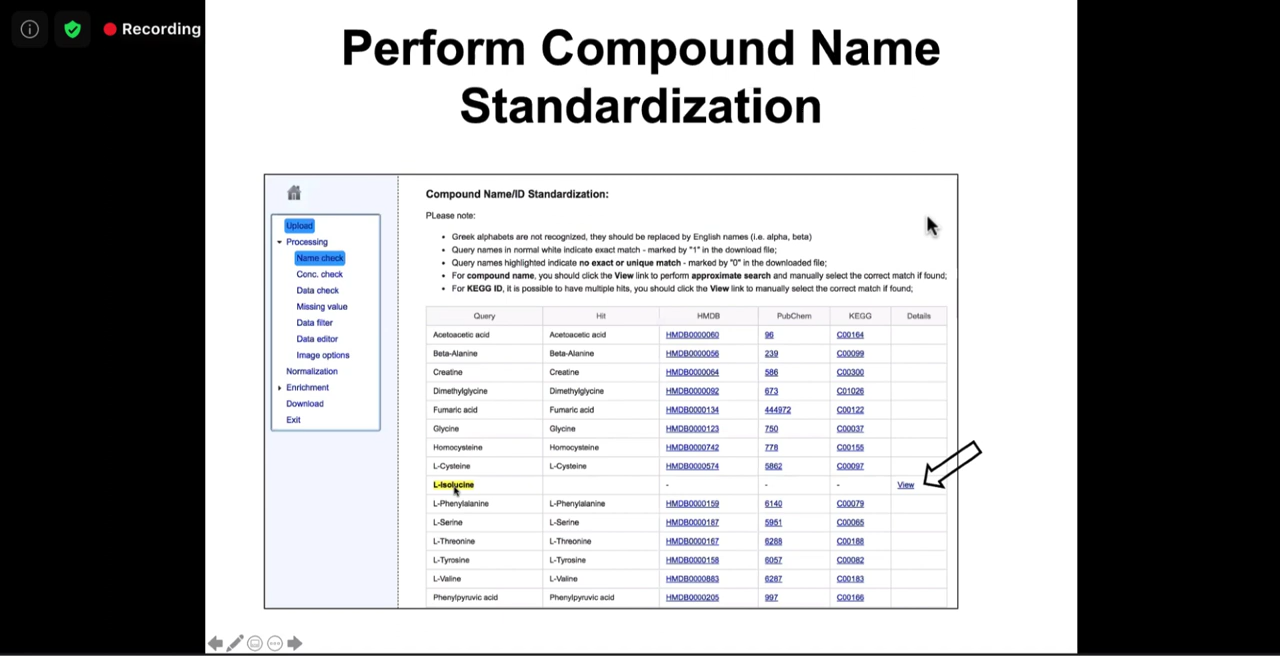 Recording
Perform Compound Name
Standardization
Upload
Processing
Name check
Conc. check
Data check
Missing value
Data filter
Data editor
Image options
Normalization
Enrichment
Download
Exit
Compound Name/ID Standardization:
PLease note:
• Greek alphabets are not recognized, they should be replaced by English names (i.e. alpha, beta)
• Query names in normal white indicate exact match - marked by "1" in the download file;
• Query names highlighted indicate no exact or unique match - marked by "0" in the downloaded file;
• For compound name, you should click the View link to perform approximate search and manually select the correct match if found;
• For KEGG ID, it is possible to have multiple hits, you should click the View link to manually select the correct match if found;
Query Hit HMDB PubChem KEGG Details
Acetoacetic acid Acetoacetic acid HMDB0000060 96 C00164
Beta-Alanine Beta-Alanine HMDB0000056 239 C00099
Creatine Creatine HMDB0000064 586 C00300
Dimethylglycine Dimethylglycine HMDB0000092 673 C01026
Fumaric acid Fumaric acid HMDB0000134 444972 C00122
Glycine Glycine HMDB0000123 750 C00037
Homocysteine Homocysteine HMDB0000742 778 C00155
L-Cysteine L-Cysteine HMDB0000574 5862 C00097
L-Isolucine - - - View
L-Phenylalanine L-Phenylalanine HMDB0000159 6140 C00079
L-Serine L-Serine HMDB0000187 5951 C00065
L-Threonine L-Threonine HMDB0000167 6288 C00188
L-Tyrosine L-Tyrosine HMDB0000158 6057 C00082
L-Valine L-Valine HMDB0000883 6287 C00183
Phenylpyruvic acid Phenylpyruvic acid HMDB0000205 997 C00166